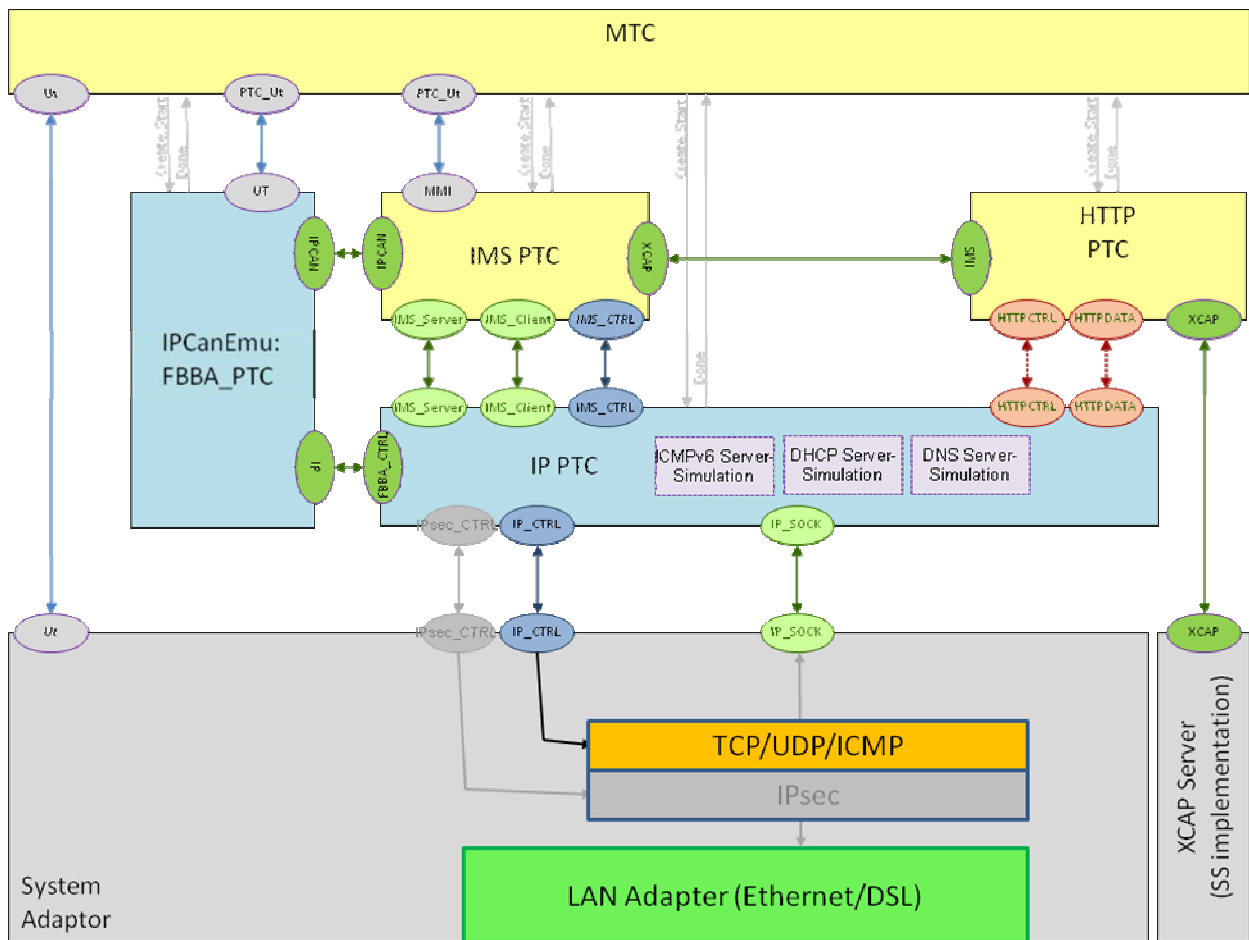 MTC
Ut
PTC_Ut
PTC_Ut
Create, Start
Done
Create, Start
Done
Create, Start
Done
Create, Start
Done
UT
MMI
IPCAN
IPCAN
IMS PTC
XCAP
IMS
HTTP
PTC
IMS_Server
IMS_Client
IMS_CTRL
HTTPCTRL
HTTPDATA
XCAP
IPCanEmu:
FBBA_PTC
IMS_Server
IMS_Client
IMS_CTRL
HTTPCTRL
HTTPDATA
IP
FBBA_CTRL
IP PTC
ICMPv6 Server-
Simulation
DHCP Server-
Simulation
DNS Server-
Simulation
IPsec_CTRL
IP_CTRL
IP_SOCK
Ut
IPsec_CTRL
IP_CTRL
IP_SOCK
XCAP
TCP/UDP/ICMP
IPsec
LAN Adapter (Ethernet/DSL)
System
Adaptor
XCAP Server
(SS implementation)